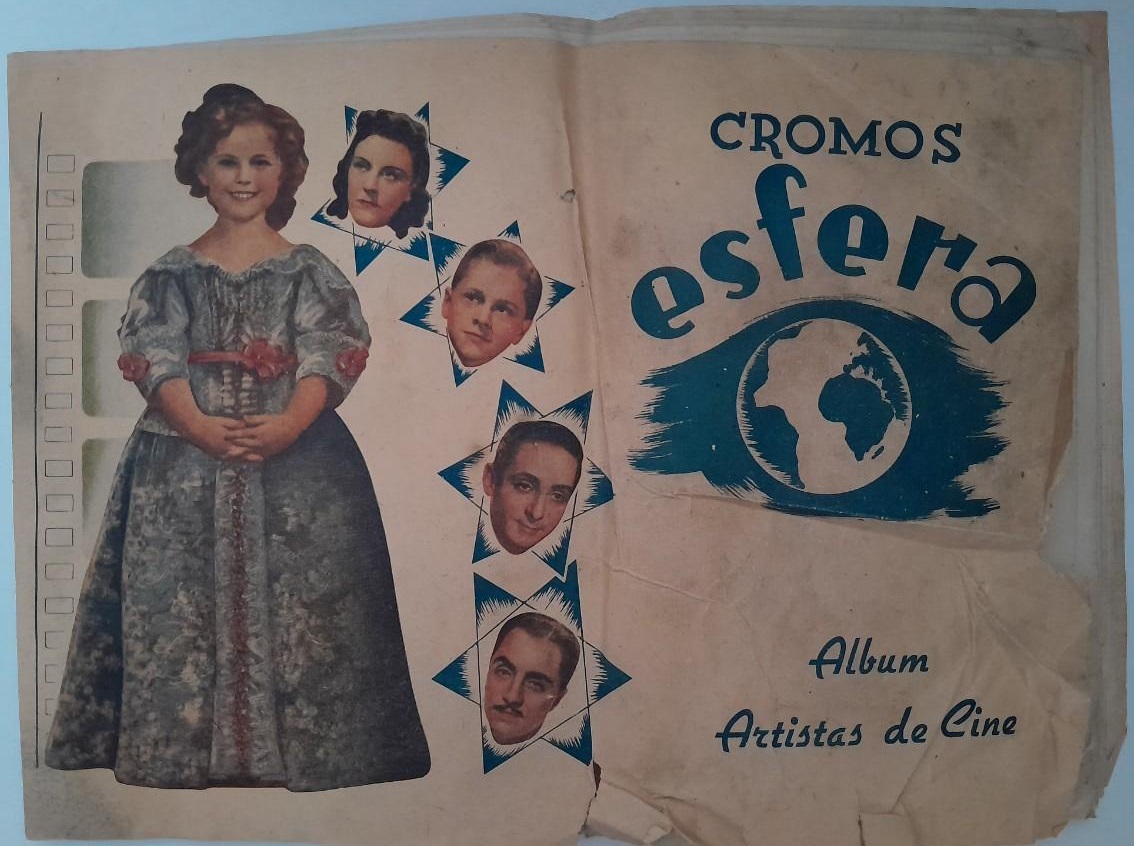 CROMOS
esfera
Album
Artistas de Cine